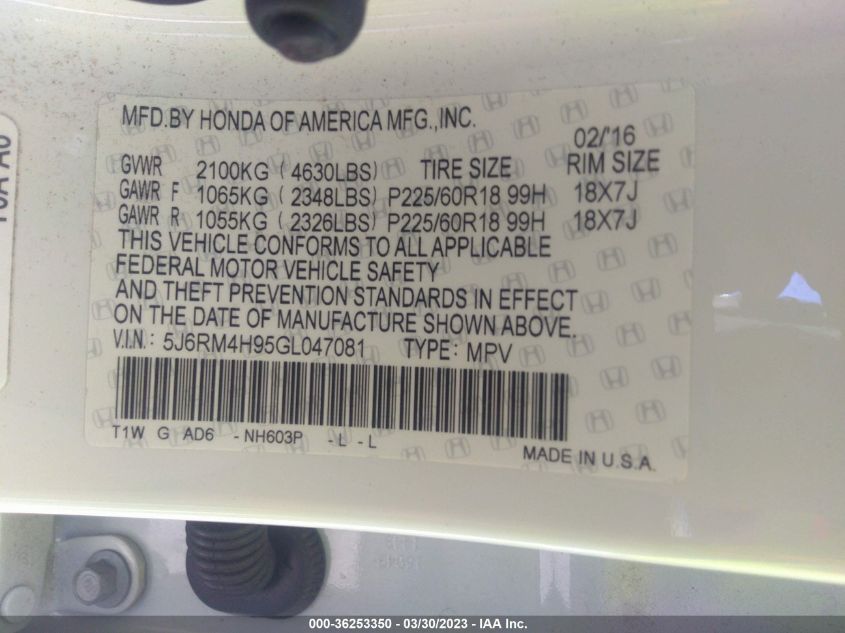 MFD.BY HONDA OF AMERICA MFG.,INC.
02/'16
GVWR 2100KG ( 4630LBS) TIRE SIZE RIM SIZE
GAWR F 1065KG ( 2348LBS) P225/60R18 99H 18X7J
GAWR R 1055KG ( 2326LBS) P225/60R18 99H 18X7J
THIS VEHICLE CONFORMS TO ALL APPLICABLE
FEDERAL MOTOR VEHICLE SAFETY
AND THEFT PREVENTION STANDARDS IN EFFECT
ON THE DATE OF MANUFACTURE SHOWN ABOVE.
V.I.N.: 5J6RM4H95GL047081 TYPE: MPV
T1W G AD6 - NH603P - L - L
MADE IN U.S.A.
000-36253350 - 03/30/2023 - IAA Inc.